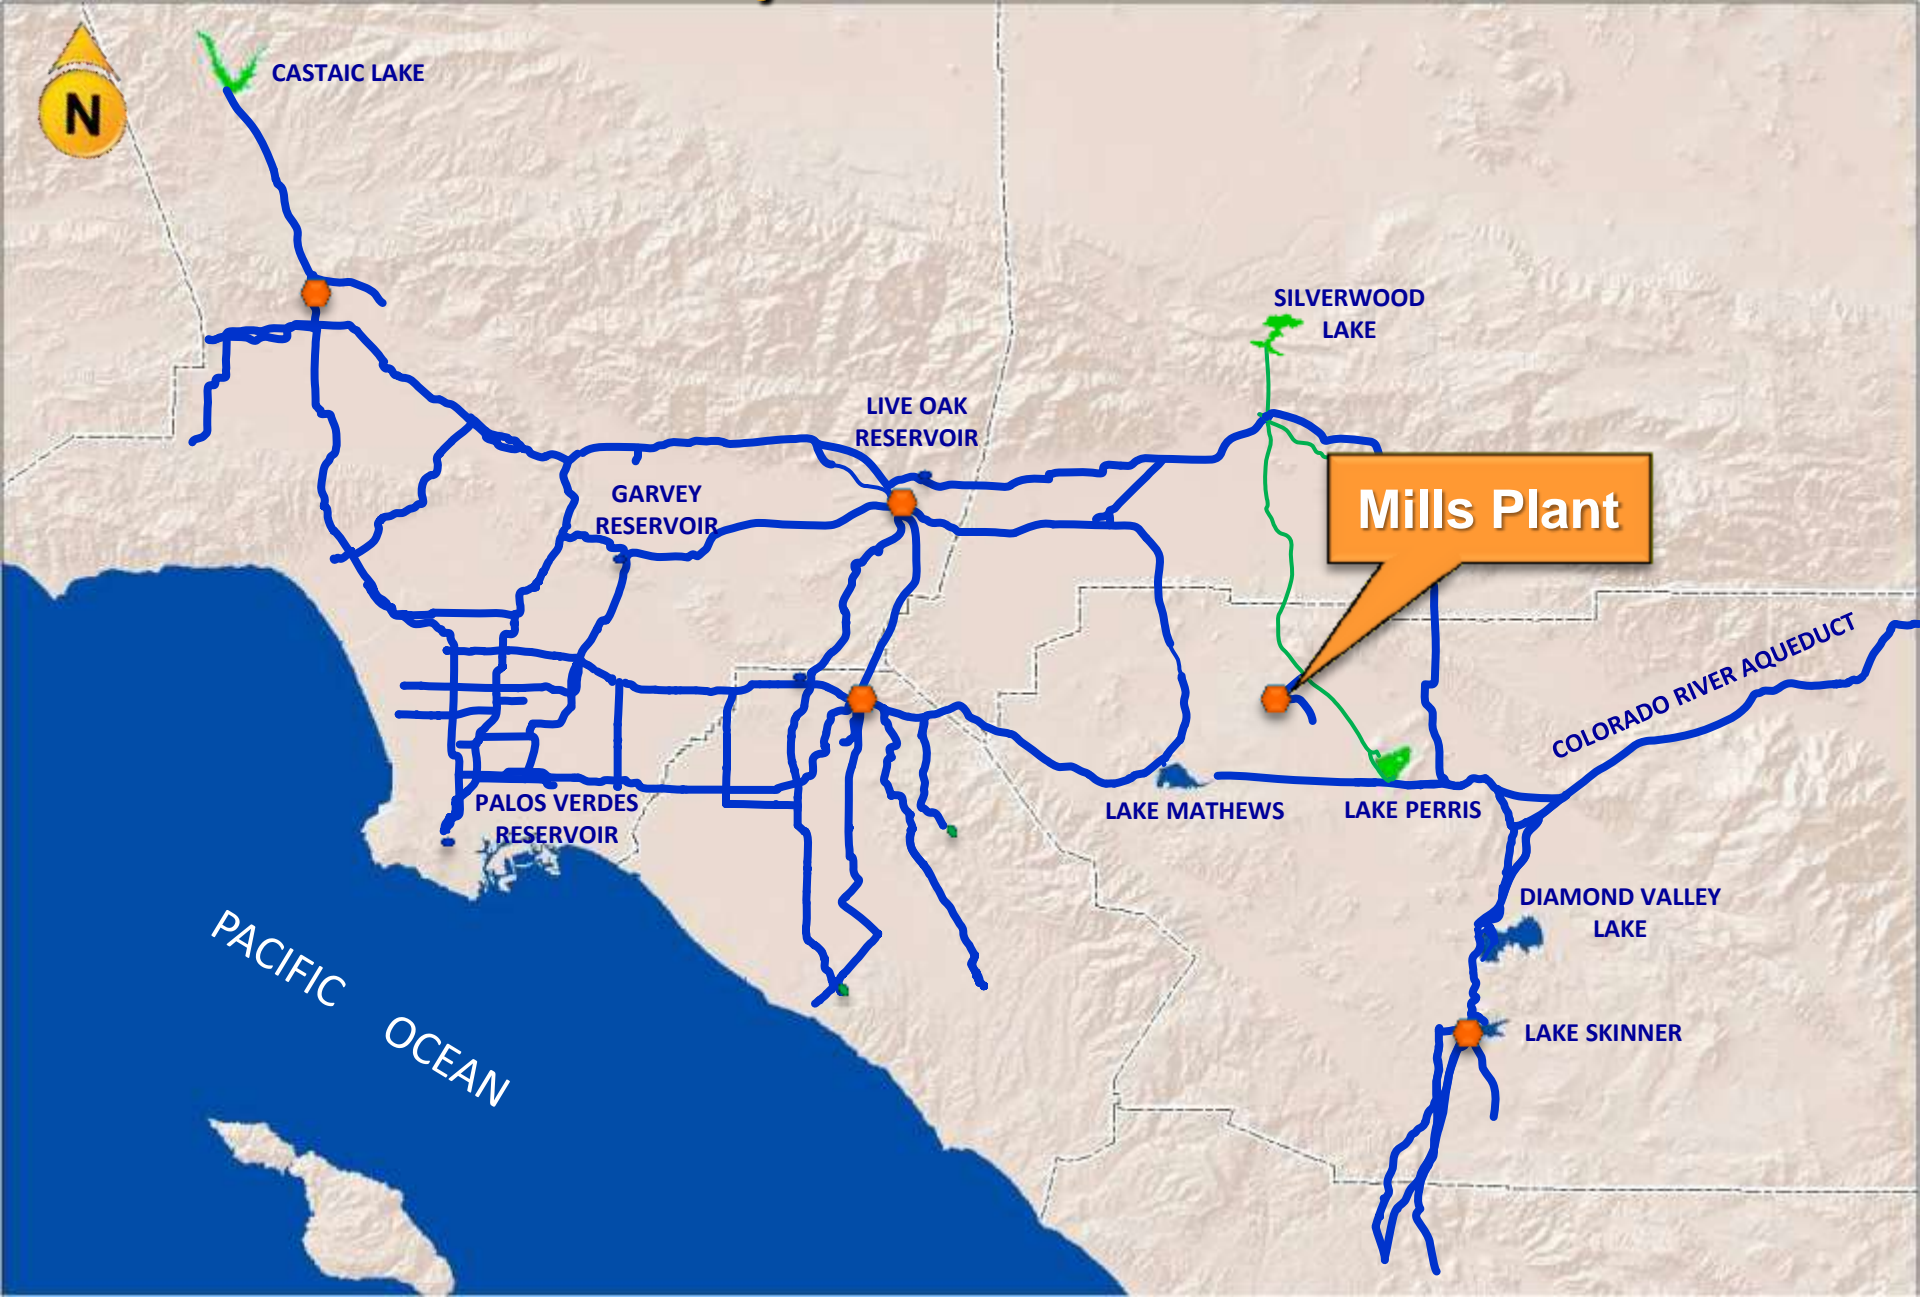 N
CASTAIC LAKE
SILVERWOOD
LAKE
LIVE OAK
RESERVOIR
GARVEY
RESERVOIR
Mills Plant
COLORADO RIVER AQUEDUCT
PALOS VERDES
RESERVOIR
LAKE MATHEWS
LAKE PERRIS
DIAMOND VALLEY
LAKE
PACIFIC
OCEAN
LAKE SKINNER